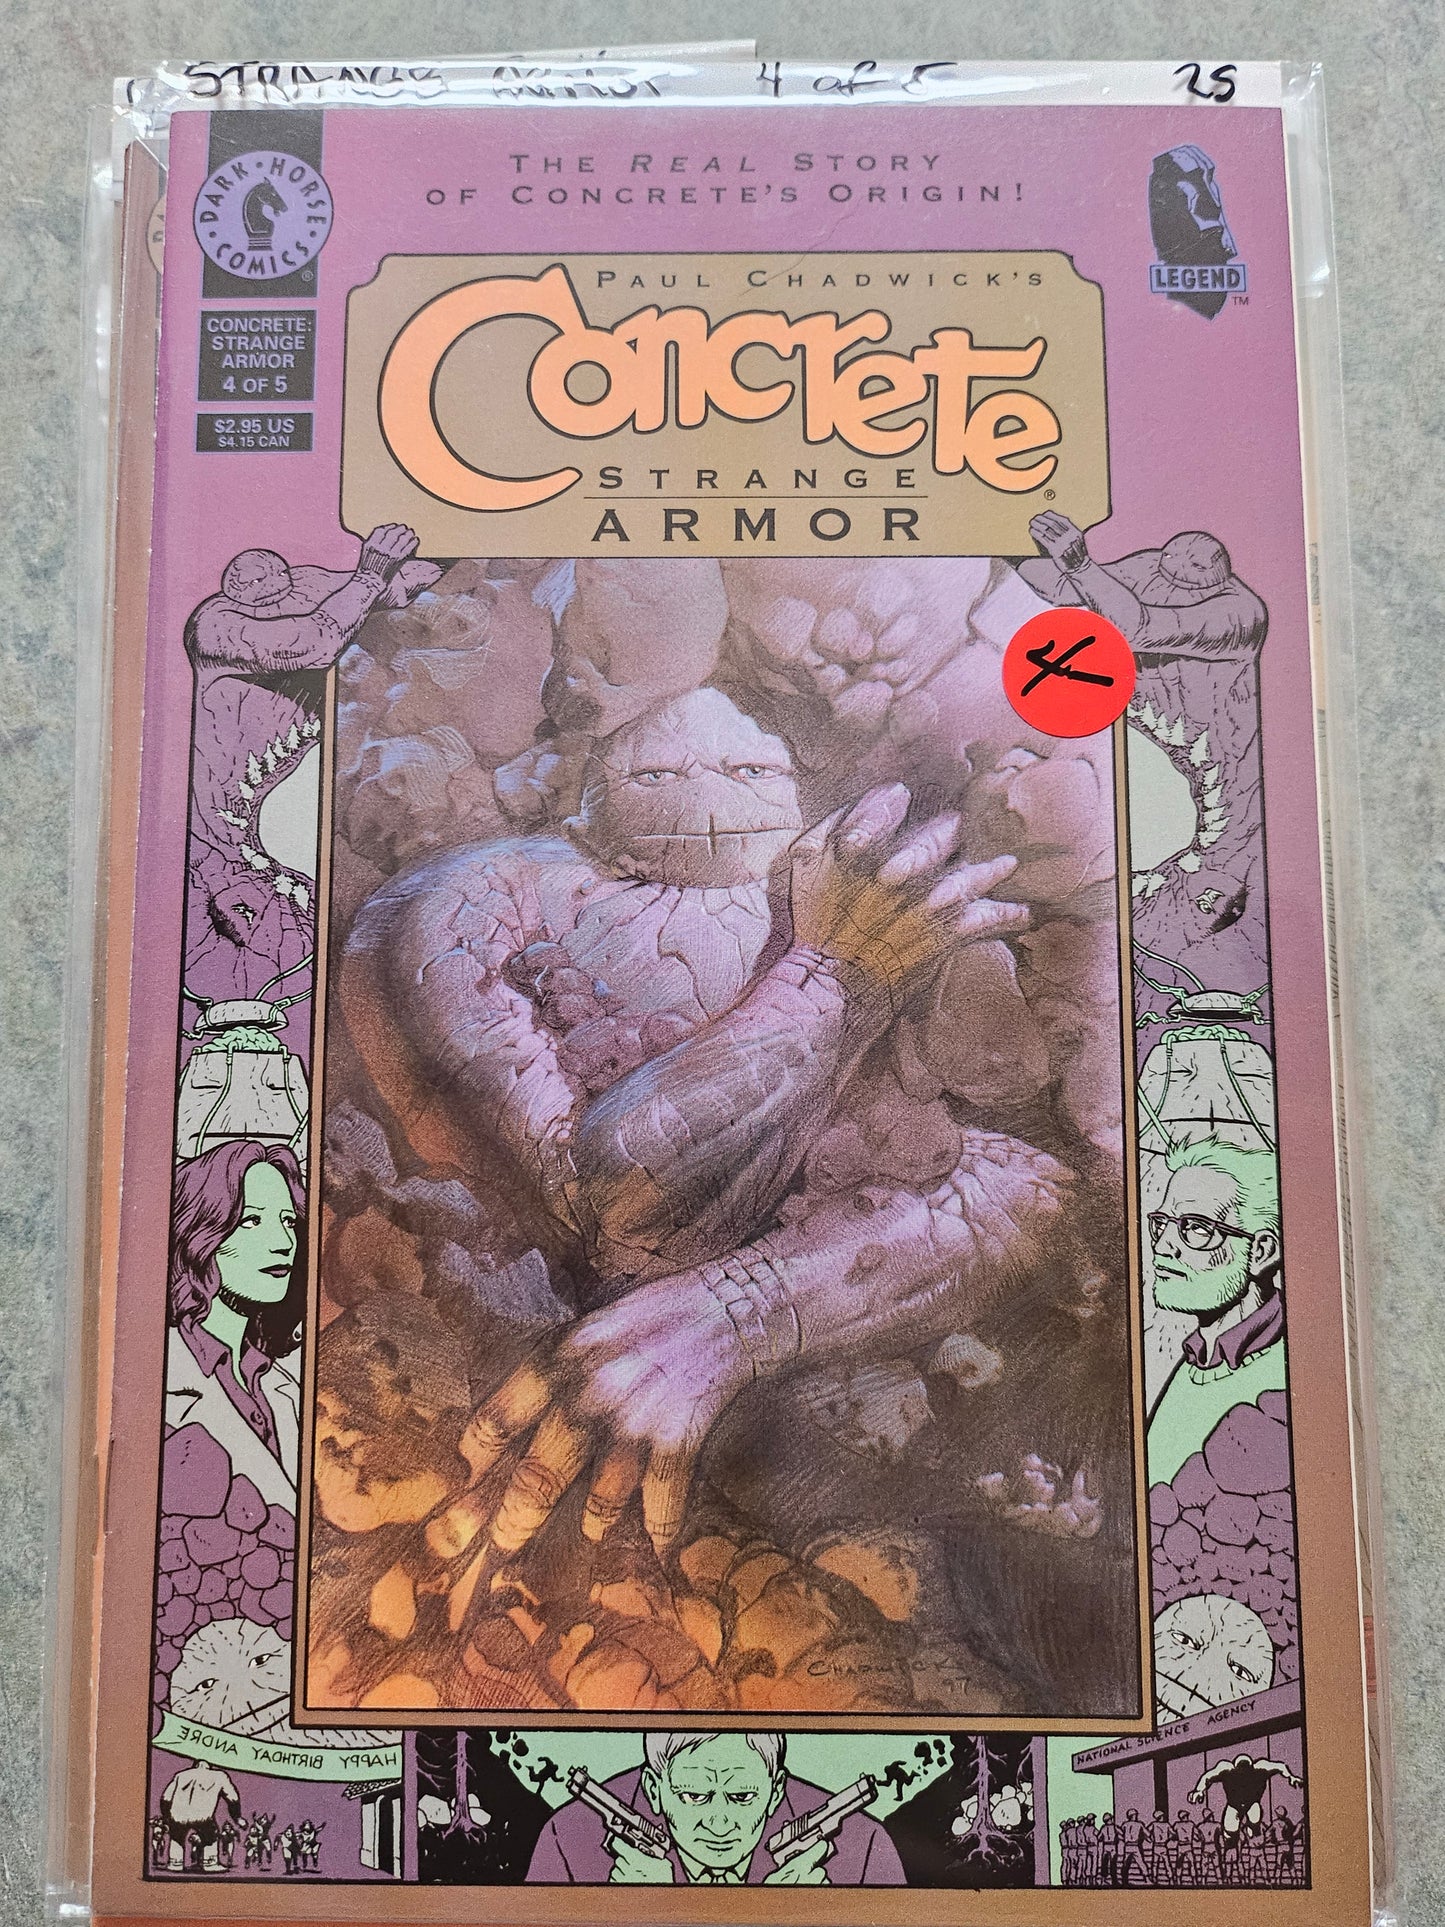 STRANGE ARMOR 4 of 5 25
DARK • HORSE • COMICS ®
THE REAL STORY
OF CONCRETE'S ORIGIN!
LEGEND
™
CONCRETE:
STRANGE
ARMOR
4 OF 5
$2.95 US
$4.15 CAN
PAUL CHADWICK'S
Concrete ®
STRANGE
ARMOR
4
CHADWICK
97
HAPPY BIRTHDAY ANDRE
NATIONAL SCIENCE AGENCY